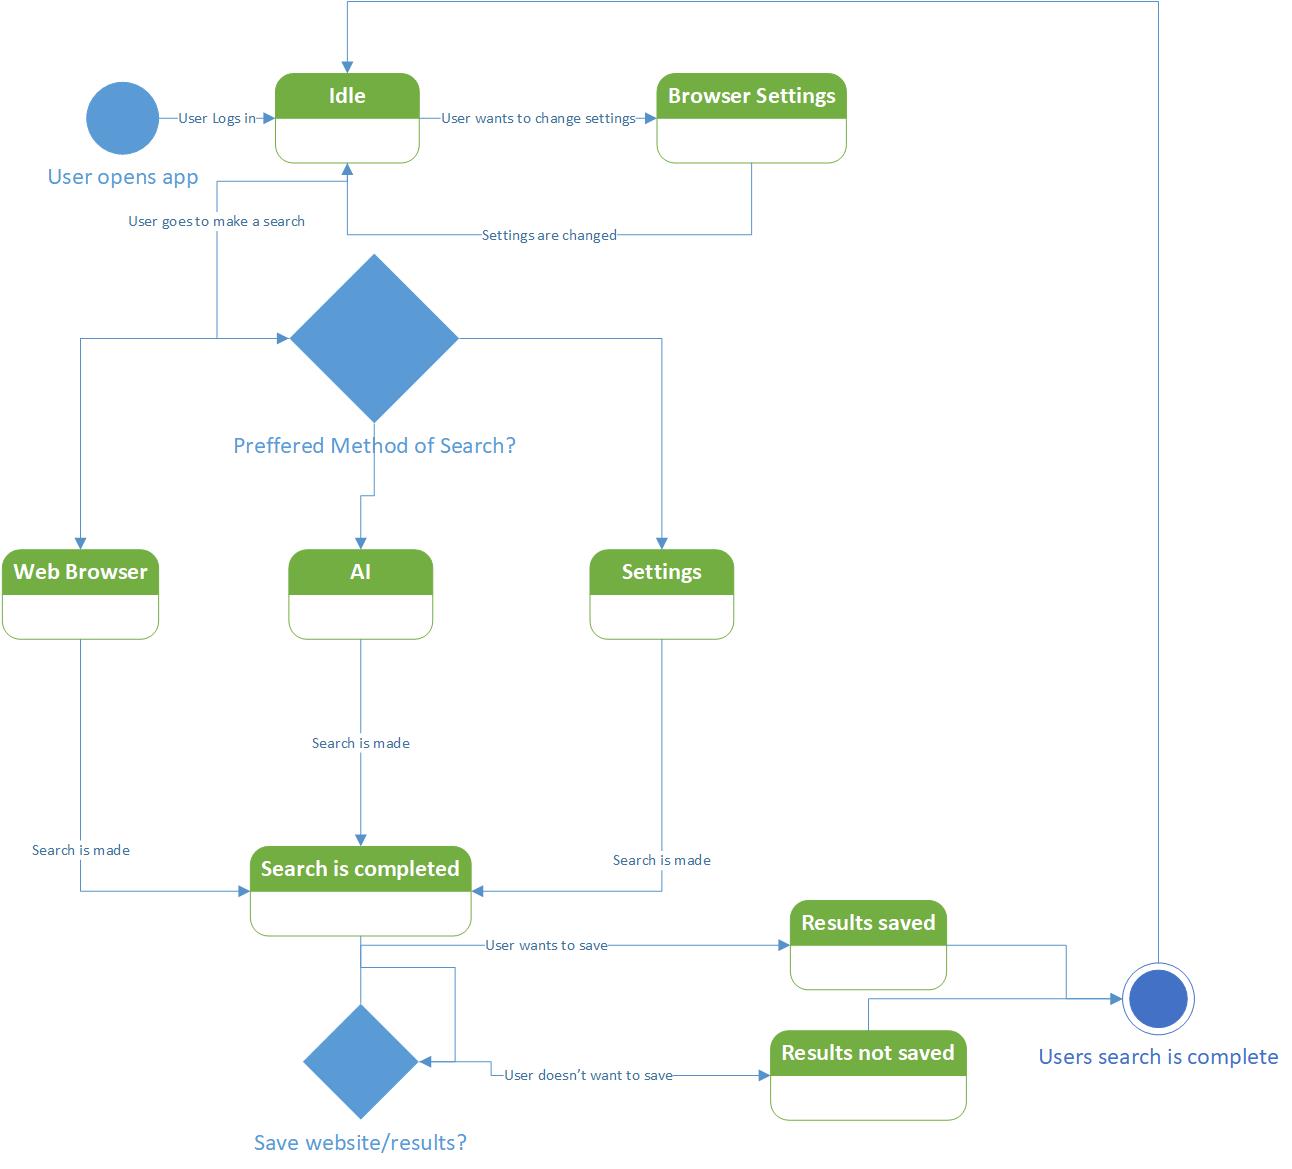 Idle
Browser Settings
User Logs in
User wants to change settings
User opens app
User goes to make a search
Settings are changed
Preffered Method of Search?
Web Browser
AI
Settings
Search is made
Search is made
Search is made
Search is completed
Results saved
User wants to save
Results not saved
Users search is complete
User doesn't want to save
Save website/results?